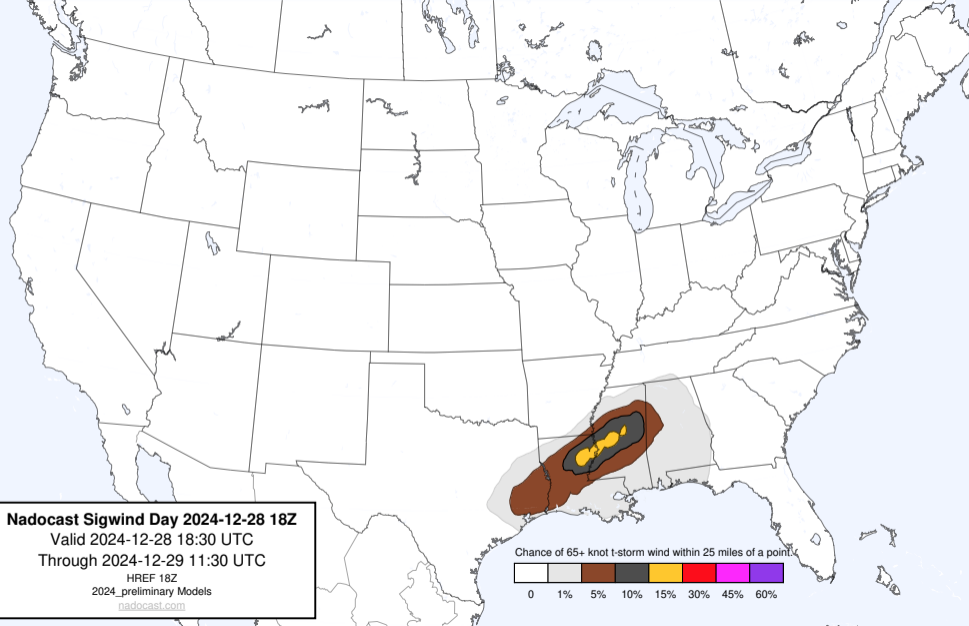 Nadocast Sigwind Day 2024-12-28 18Z
Valid 2024-12-28 18:30 UTC
Through 2024-12-29 11:30 UTC
HREF 18Z
2024_preliminary Models
nadocast.com
Chance of 65+ knot t-storm wind within 25 miles of a point.
0 1% 5% 10% 15% 30% 45% 60%